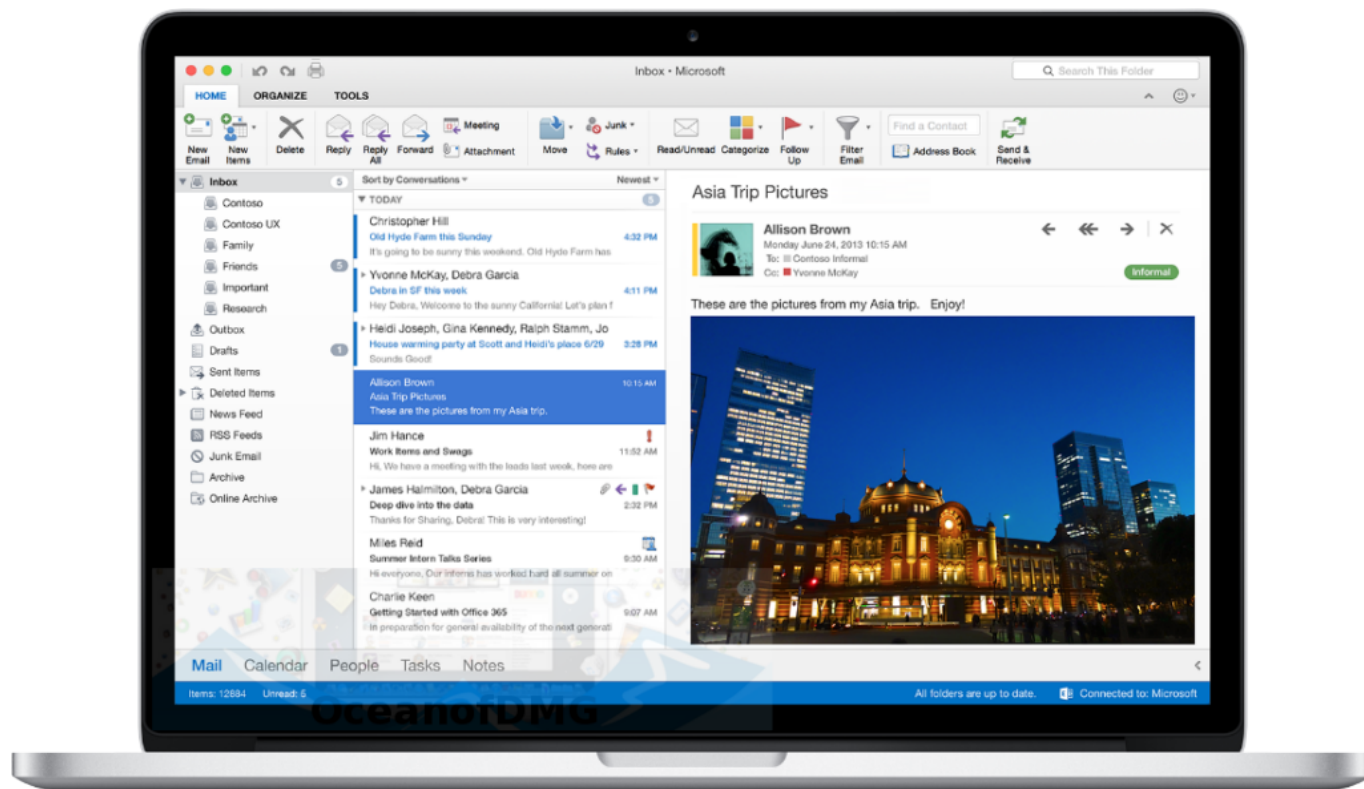 Inbox • Microsoft
Search This Folder
HOME ORGANIZE TOOLS
New Email
New Items
Delete
Reply
Reply All
Forward
Meeting
Attachment
Move
Junk
Rules
Read/Unread
Categorize
Follow Up
Filter Email
Find a Contact
Address Book
Send & Receive
Inbox 5
Contoso
Contoso UX
Family
Friends 5
Important
Research
Outbox
Drafts 1
Sent Items
Deleted Items
News Feed
RSS Feeds
Junk Email
Archive
Online Archive
Sort by Conversations Newest
TODAY 5
Christopher Hill
Old Hyde Farm this Sunday 4:32 PM
It's going to be sunny this weekend. Old Hyde Farm has
Yvonne McKay, Debra Garcia
Debra in SF this week 4:11 PM
Hey Debra, Welcome to the sunny California! Let's plan f
Heidi Joseph, Gina Kennedy, Ralph Stamm, Jo
House warming party at Scott and Heidi's place 6/29 3:28 PM
Sounds Good!
Allison Brown 10:15 AM
Asia Trip Pictures
These are the pictures from my Asia trip.
Jim Hance
Work Items and Swags 11:52 AM
Hi, We have a meeting with the leads last week, here are
James Halmilton, Debra Garcia
Deep dive into the data 2:32 PM
Thanks for Sharing, Debra! This is very interesting!
Miles Reid
Summer Intern Talks Series 9:30 AM
Hi everyone, Our interns has worked hard all summer on
Charlie Keen
Getting Started with Office 365 9:07 AM
In preparation for general availability of the next generati
Asia Trip Pictures
Allison Brown
Monday June 24, 2013 10:15 AM
To: Contoso Informal
Cc: Yvonne McKay
Informal
These are the pictures from my Asia trip. Enjoy!
Mail Calendar People Tasks Notes
Items: 12884 Unread: 5
All folders are up to date. Connected to: Microsoft
OceanofDMG